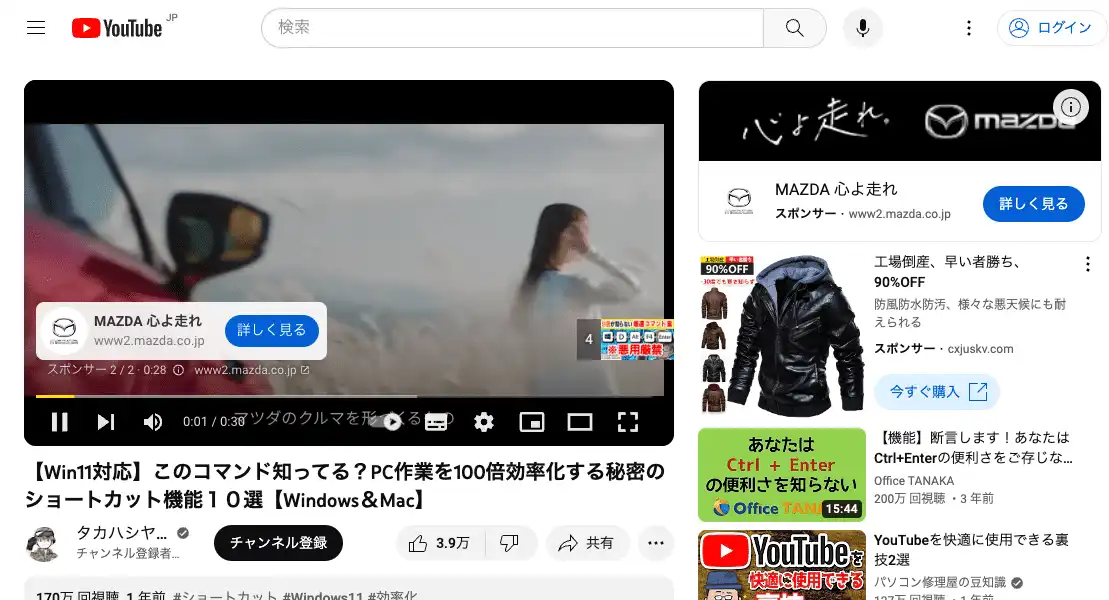 YouTube JP
検索
ログイン
心よ走れ。
mazda
MAZDA 心よ走れ
スポンサー・www2.mazda.co.jp
詳しく見る
MAZDA 心よ走れ
www2.mazda.co.jp
詳しく見る
スポンサー 2 / 2 · 0:28
www2.mazda.co.jp
4
※悪用厳禁
0:01 / 0:30
90%OFF
工場倒産、早い者勝ち、
90%OFF
防風防水防汚、様々な悪天候にも耐
えられる
スポンサー・cxjuskv.com
今すぐ購入
【Win11対応】このコマンド知ってる？PC作業を100倍効率化する秘密の
ショートカット機能１０選【Windows＆Mac】
タカハシヤ...
チャンネル登録者...
チャンネル登録
3.9万
共有
170万 回視聴 1 年前 #ショートカット #Windows11 #効率化
あなたは
Ctrl + Enter
の便利さを知らない
Office TANA
15:44
【機能】断言します！あなたは
Ctrl+Enterの便利さをご存じな...
Office TANAKA
200万 回視聴 ・3 年前
YouTubeを
快適に使用できる
YouTubeを快適に使用できる裏
技2選
パソコン修理屋の豆知識
137万 回視聴 ・1 年前